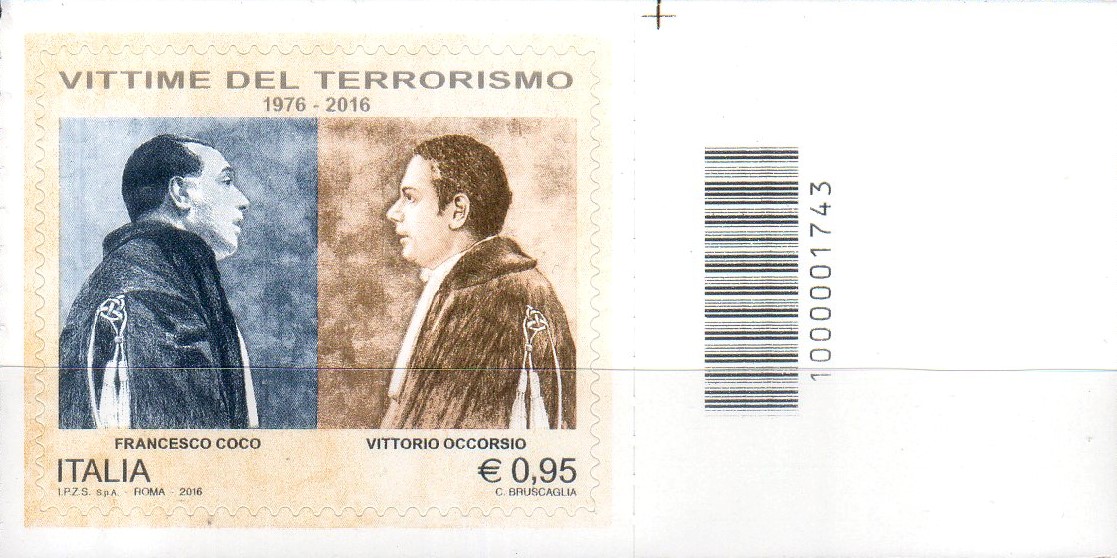 VITTIME DEL TERRORISMO
1976 - 2016
FRANCESCO COCO VITTORIO OCCORSIO
ITALIA € 0,95
I.P.Z.S. S.p.A. - ROMA - 2016 C. BRUSCAGLIA
1000001743